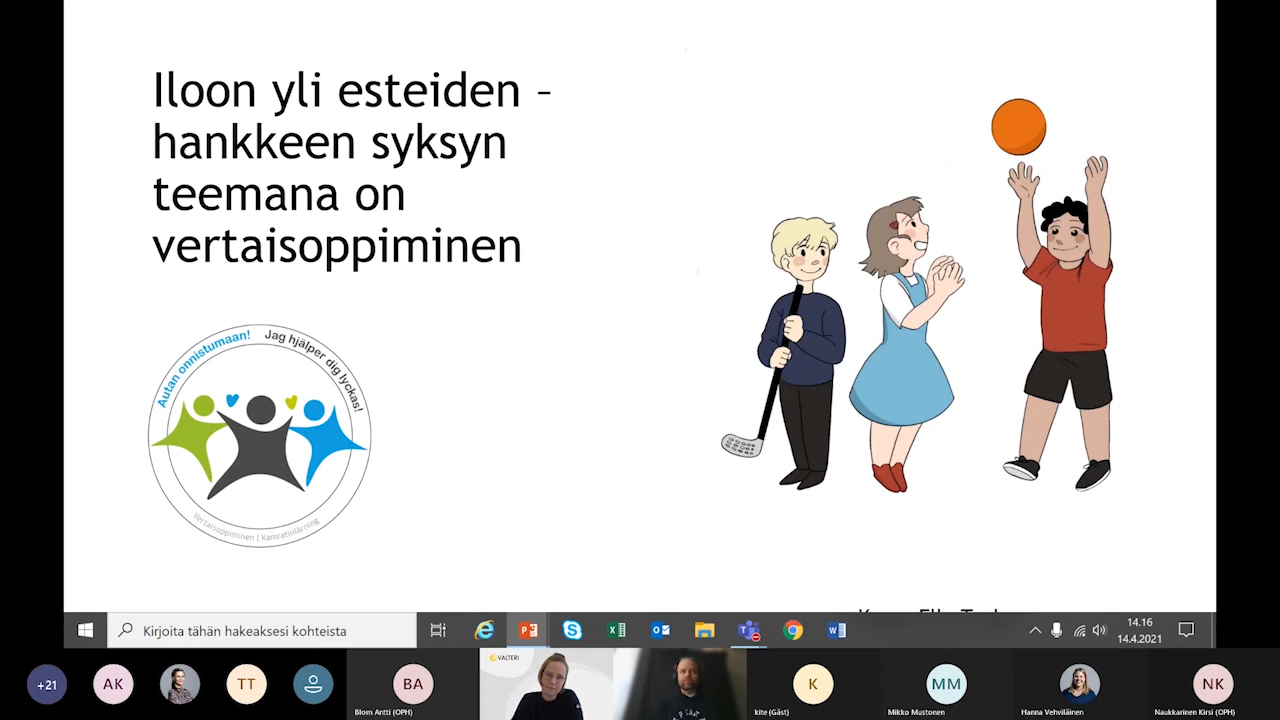 Iloon yli esteiden –
hankkeen syksyn
teemana on
vertaisoppiminen
Autan onnistumaan! Jag hjälper dig lyckas!
Vertaisoppiminen | Kamratinlärning
Kirjoita tähän hakeaksesi kohteista
14.16
14.4.2021
+21
AK
TT
BA
Blom Antti (OPH)
VALTERI
K
kite (Gäst)
MM
Mikko Mustonen
Hanna Vehviläinen
NK
Naukkarinen Kirsi (OPH)